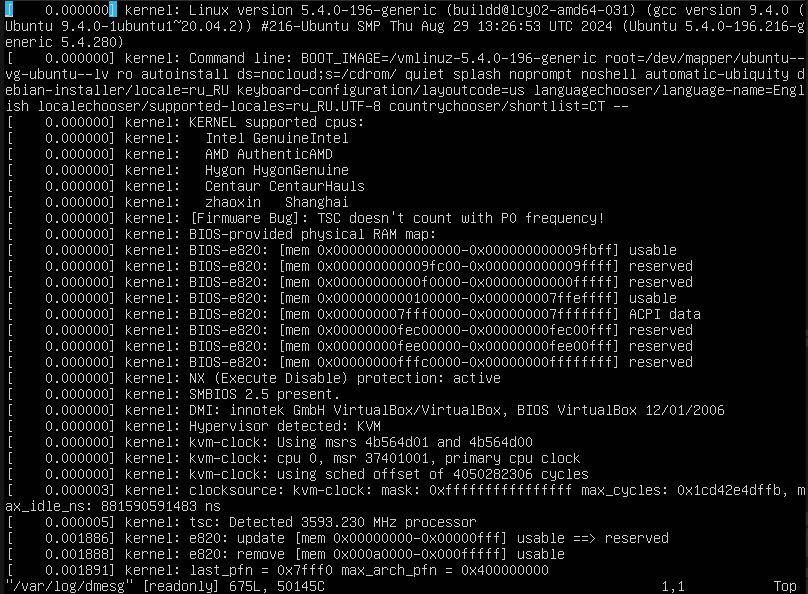 [    0.000000] kernel: Linux version 5.4.0-196-generic (buildd@lcy02-amd64-031) (gcc version 9.4.0 (
Ubuntu 9.4.0-1ubuntu1~20.04.2)) #216-Ubuntu SMP Thu Aug 29 13:26:53 UTC 2024 (Ubuntu 5.4.0-196.216-g
eneric 5.4.280)
[    0.000000] kernel: Command line: BOOT_IMAGE=/vmlinuz-5.4.0-196-generic root=/dev/mapper/ubuntu--
vg-ubuntu--lv ro autoinstall ds=nocloud;s=/cdrom/ quiet splash noprompt noshell automatic-ubiquity d
ebian-installer/locale=ru_RU keyboard-configuration/layoutcode=us languagechooser/language-name=Engl
ish localechooser/supported-locales=ru_RU.UTF-8 countrychooser/shortlist=CT --
[    0.000000] kernel: KERNEL supported cpus:
[    0.000000] kernel:   Intel GenuineIntel
[    0.000000] kernel:   AMD AuthenticAMD
[    0.000000] kernel:   Hygon HygonGenuine
[    0.000000] kernel:   Centaur CentaurHauls
[    0.000000] kernel:   zhaoxin   Shanghai
[    0.000000] kernel: [Firmware Bug]: TSC doesn't count with P0 frequency!
[    0.000000] kernel: BIOS-provided physical RAM map:
[    0.000000] kernel: BIOS-e820: [mem 0x0000000000000000-0x000000000009fbff] usable
[    0.000000] kernel: BIOS-e820: [mem 0x000000000009fc00-0x000000000009ffff] reserved
[    0.000000] kernel: BIOS-e820: [mem 0x00000000000f0000-0x00000000000fffff] reserved
[    0.000000] kernel: BIOS-e820: [mem 0x0000000000100000-0x000000007ffeffff] usable
[    0.000000] kernel: BIOS-e820: [mem 0x000000007fff0000-0x000000007fffffff] ACPI data
[    0.000000] kernel: BIOS-e820: [mem 0x00000000fec00000-0x00000000fec00fff] reserved
[    0.000000] kernel: BIOS-e820: [mem 0x00000000fee00000-0x00000000fee00fff] reserved
[    0.000000] kernel: BIOS-e820: [mem 0x00000000fffc0000-0x00000000ffffffff] reserved
[    0.000000] kernel: NX (Execute Disable) protection: active
[    0.000000] kernel: SMBIOS 2.5 present.
[    0.000000] kernel: DMI: innotek GmbH VirtualBox/VirtualBox, BIOS VirtualBox 12/01/2006
[    0.000000] kernel: Hypervisor detected: KVM
[    0.000000] kernel: kvm-clock: Using msrs 4b564d01 and 4b564d00
[    0.000000] kernel: kvm-clock: cpu 0, msr 37401001, primary cpu clock
[    0.000000] kernel: kvm-clock: using sched offset of 4050282306 cycles
[    0.000003] kernel: clocksource: kvm-clock: mask: 0xffffffffffffffff max_cycles: 0x1cd42e4dffb, m
ax_idle_ns: 881590591483 ns
[    0.000005] kernel: tsc: Detected 3593.230 MHz processor
[    0.001886] kernel: e820: update [mem 0x00000000-0x00000fff] usable ==> reserved
[    0.001888] kernel: e820: remove [mem 0x000a0000-0x000fffff] usable
[    0.001891] kernel: last_pfn = 0x7fff0 max_arch_pfn = 0x400000000
"/var/log/dmesg" [readonly] 675L, 50145C                                          1,1           Top